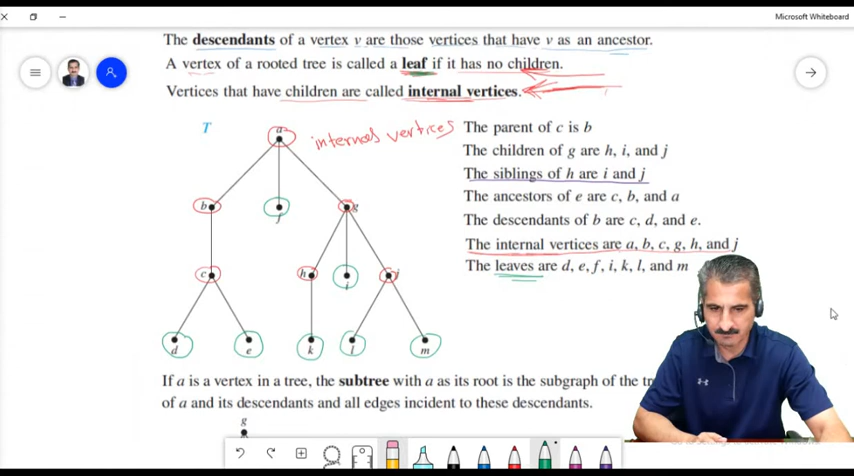 Microsoft Whiteboard
The descendants of a vertex v are those vertices that have v as an ancestor.
A vertex of a rooted tree is called a leaf if it has no children.
Vertices that have children are called internal vertices.
T
a
internal vertices
b
f
g
c
h
i
j
d
e
k
l
m
The parent of c is b
The children of g are h, i, and j
The siblings of h are i and j
The ancestors of e are c, b, and a
The descendants of b are c, d, and e.
The internal vertices are a, b, c, g, h, and j
The leaves are d, e, f, i, k, l, and m
If a is a vertex in a tree, the subtree with a as its root is the subgraph of the
of a and its descendants and all edges incident to these descendants.
g